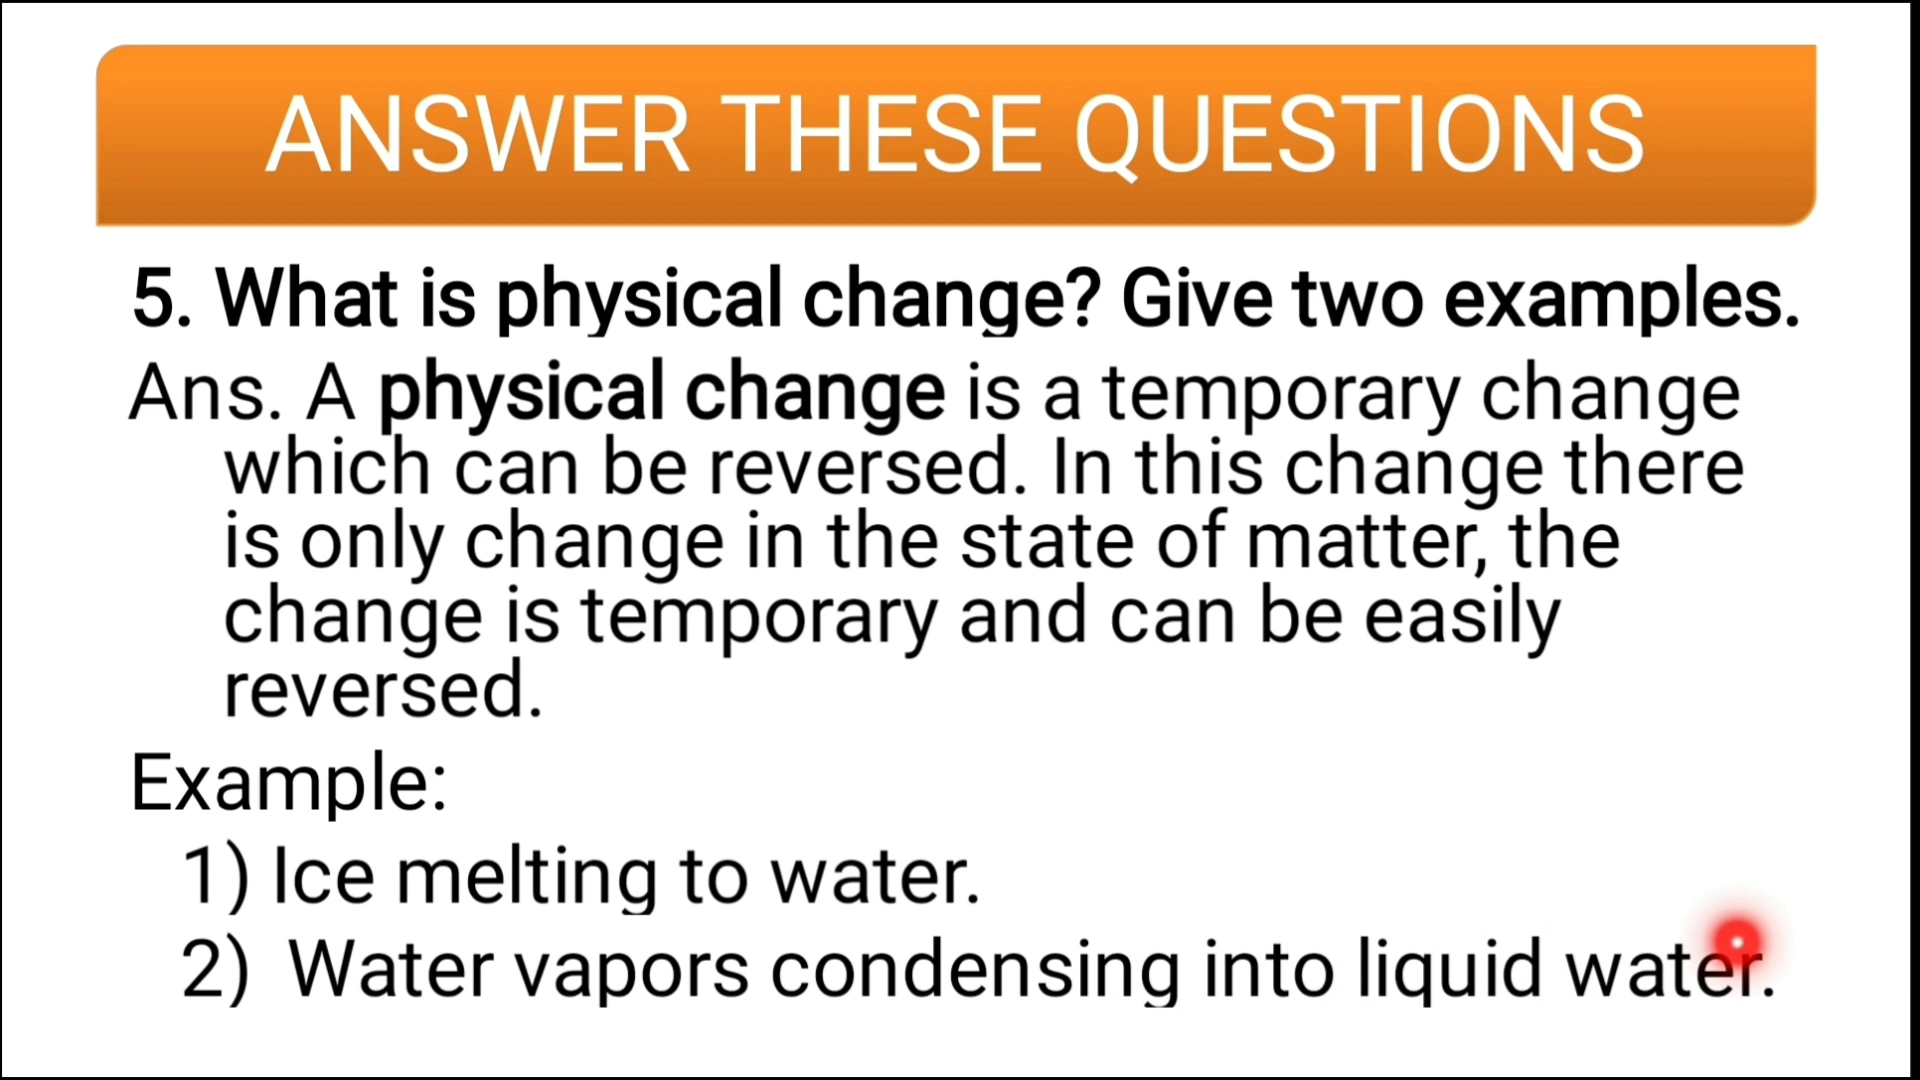 ANSWER THESE QUESTIONS
5. What is physical change? Give two examples.
Ans. A physical change is a temporary change
which can be reversed. In this change there
is only change in the state of matter, the
change is temporary and can be easily
reversed.
Example:
1) Ice melting to water.
2) Water vapors condensing into liquid water.